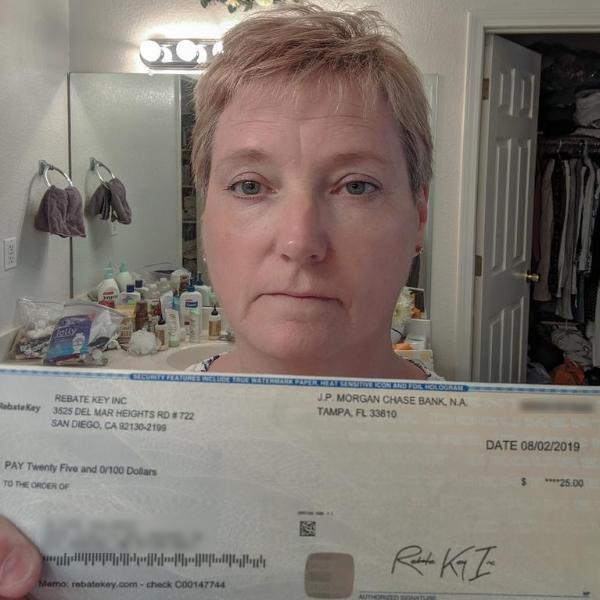 SECURITY FEATURES INCLUDE TRUE WATERMARK PAPER, HEAT SENSITIVE ICON AND FOIL HOLOGRAM
RebateKey
REBATE KEY INC
3525 DEL MAR HEIGHTS RD # 722
SAN DIEGO, CA 92130-2199
J.P. MORGAN CHASE BANK, N.A.
TAMPA, FL 33610
DATE 08/02/2019
PAY Twenty Five and 0/100 Dollars
$ ****25.00
TO THE ORDER OF
Rebate Key Inc
Memo: rebatekey.com - check C00147744
AUTHORIZED SIGNATURE
MP